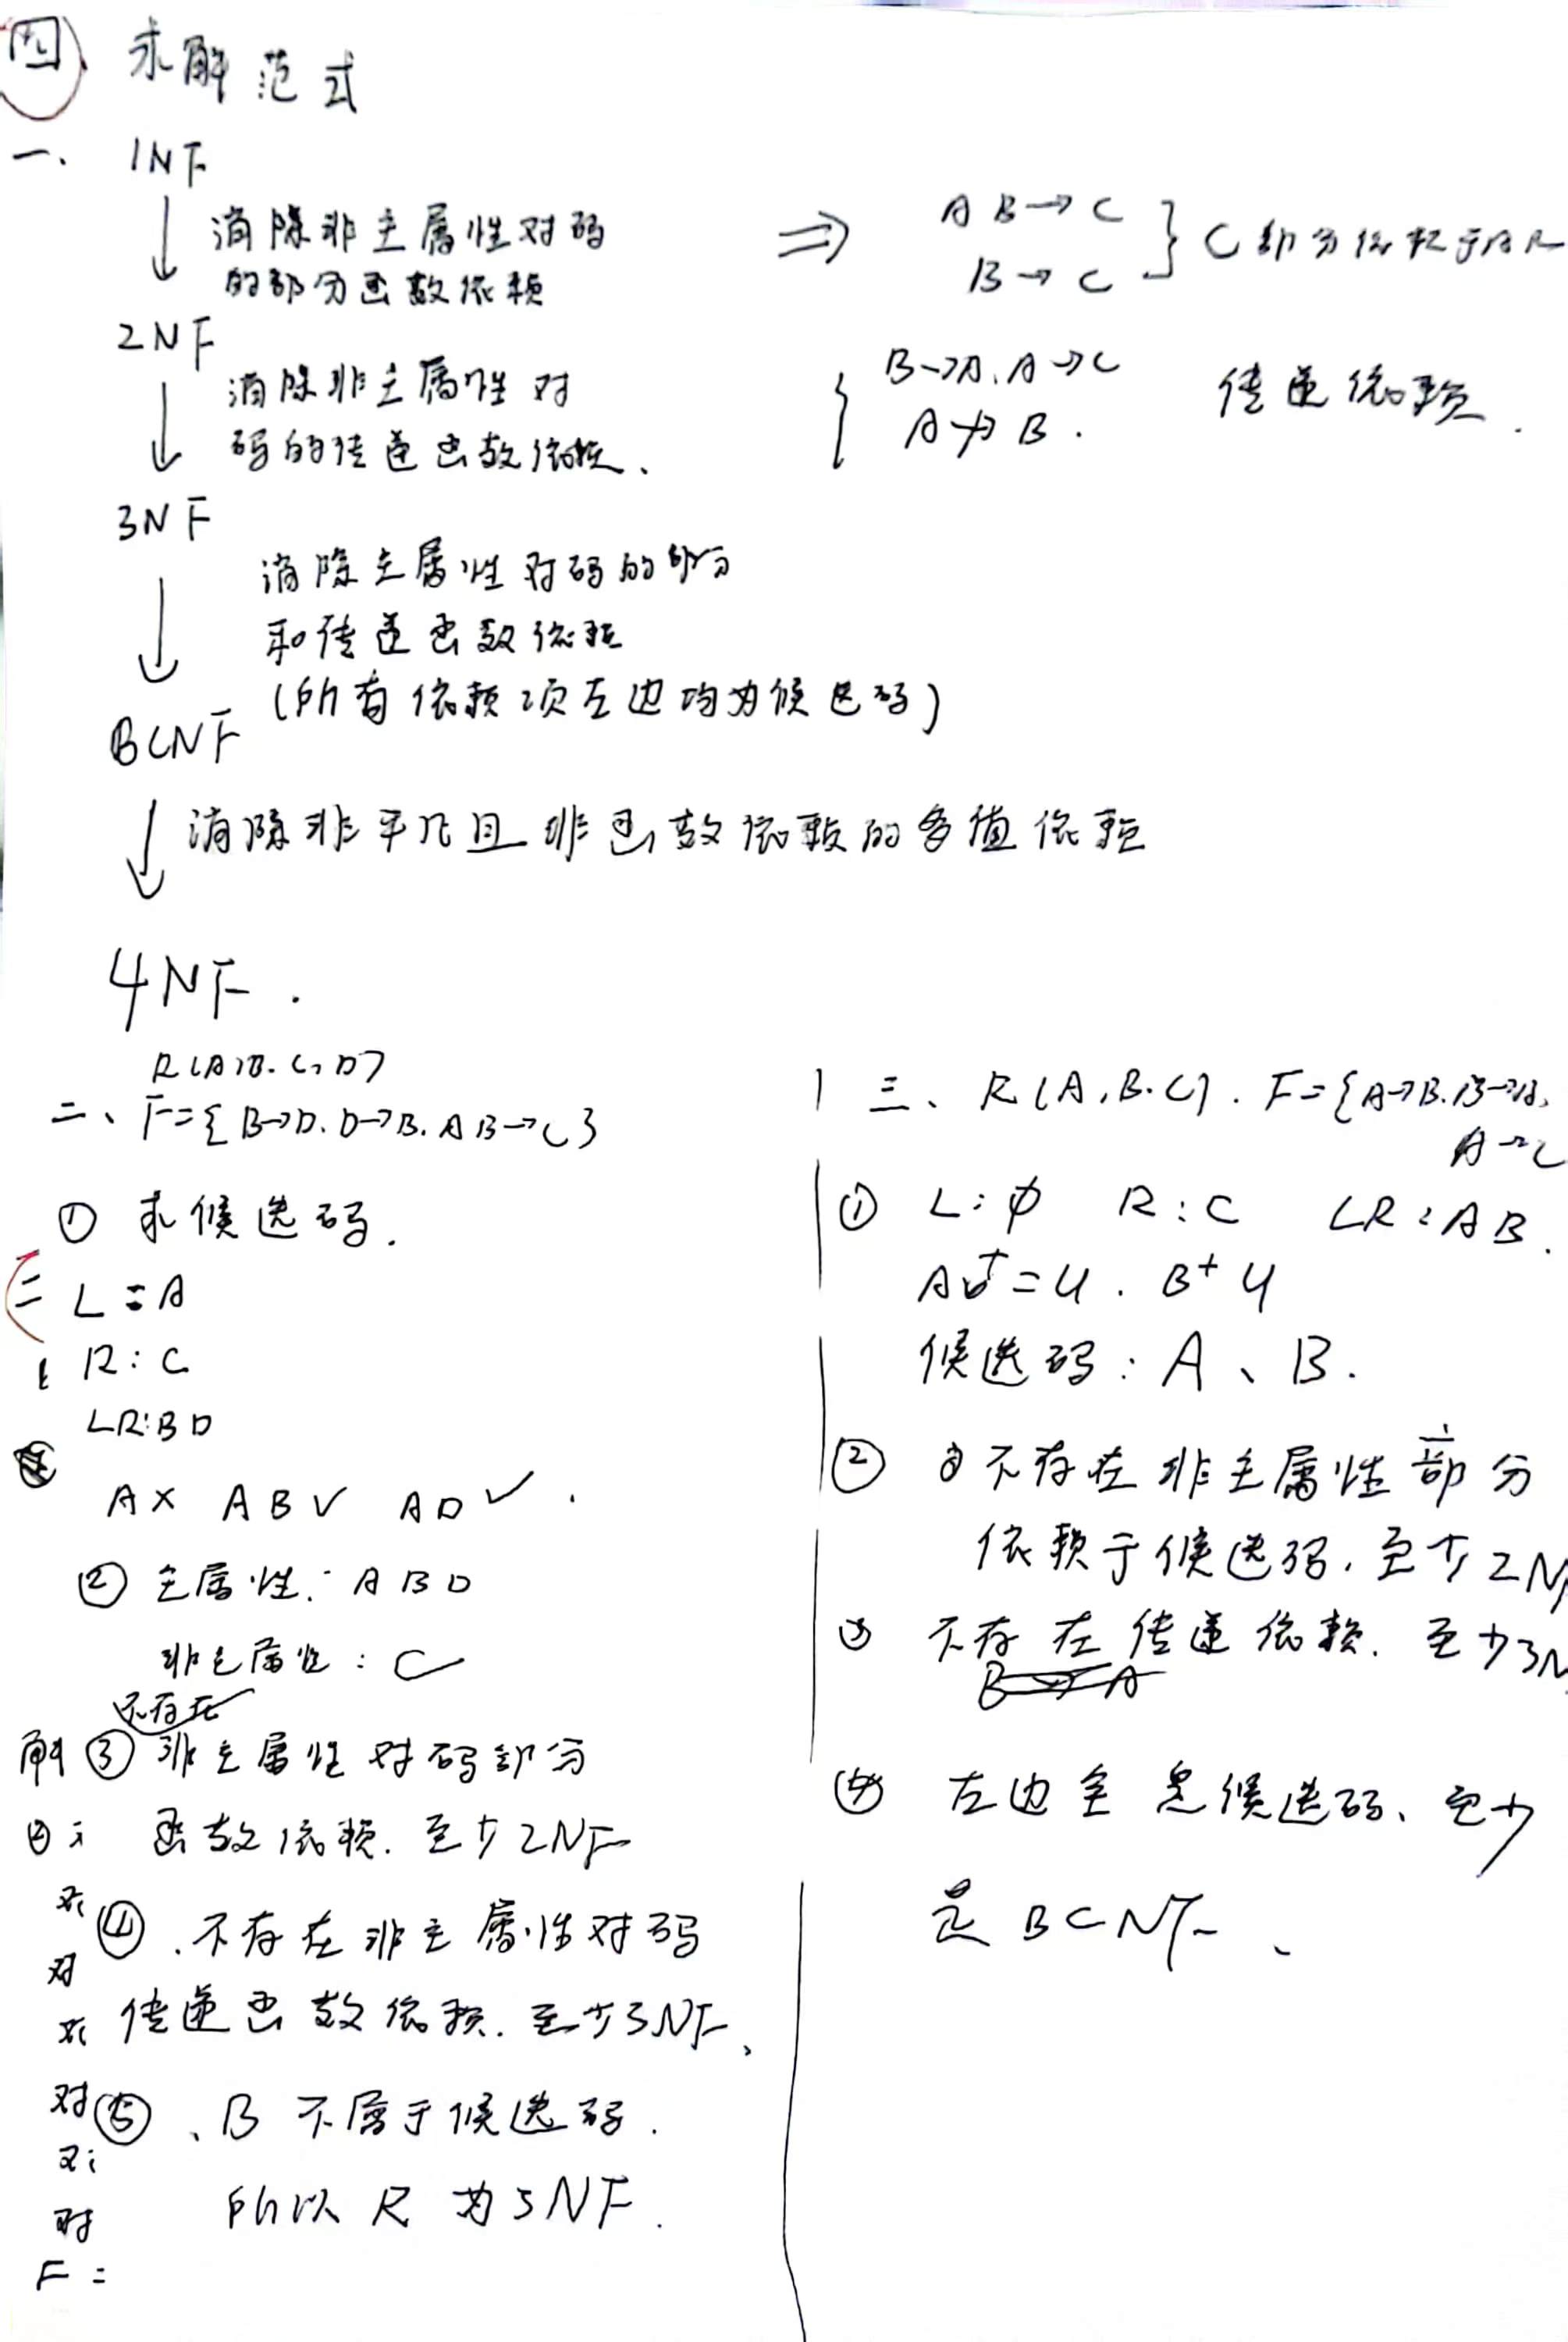 四、求解范式
一、 1NF
↓ 消除非主属性对码
的部分函数依赖
⇒ AB→C
B→C } C部分依赖于AB
2NF
↓ 消除非主属性对
码的传递函数依赖、
{ B→A、A→C
A↛B. 传递依赖.
3NF
↓ 消除主属性对码的部分
和传递函数依赖
(所有依赖项左边均为候选码)
BCNF
↓ 消除非平凡且非函数依赖的多值依赖
4NF.
R(A,B.C,D)
二、F={B→D.D→B.AB→C}
① 求候选码.
L:A
R:C
LR:BD
A× AB✓ AD✓.
② 主属性: ABD
非主属性: C
不存在
③ 非主属性对码部分
函数依赖. 至少2NF
④、不存在非主属性对码
传递函数依赖. 至少3NF、
⑤、B不属于候选码.
所以 R 为3NF.
解
对
对
对
F=
三、R(A,B.C). F={A→B.B→A,
A→C
① L:∅ R:C LR:AB.
A+=U. B+ U
候选码: A、B.
② 不存在非主属性部分
依赖于候选码. 至少2N
③ 不存在传递依赖. 至少3N
④ 左边全是候选码、至少
是BCNF、